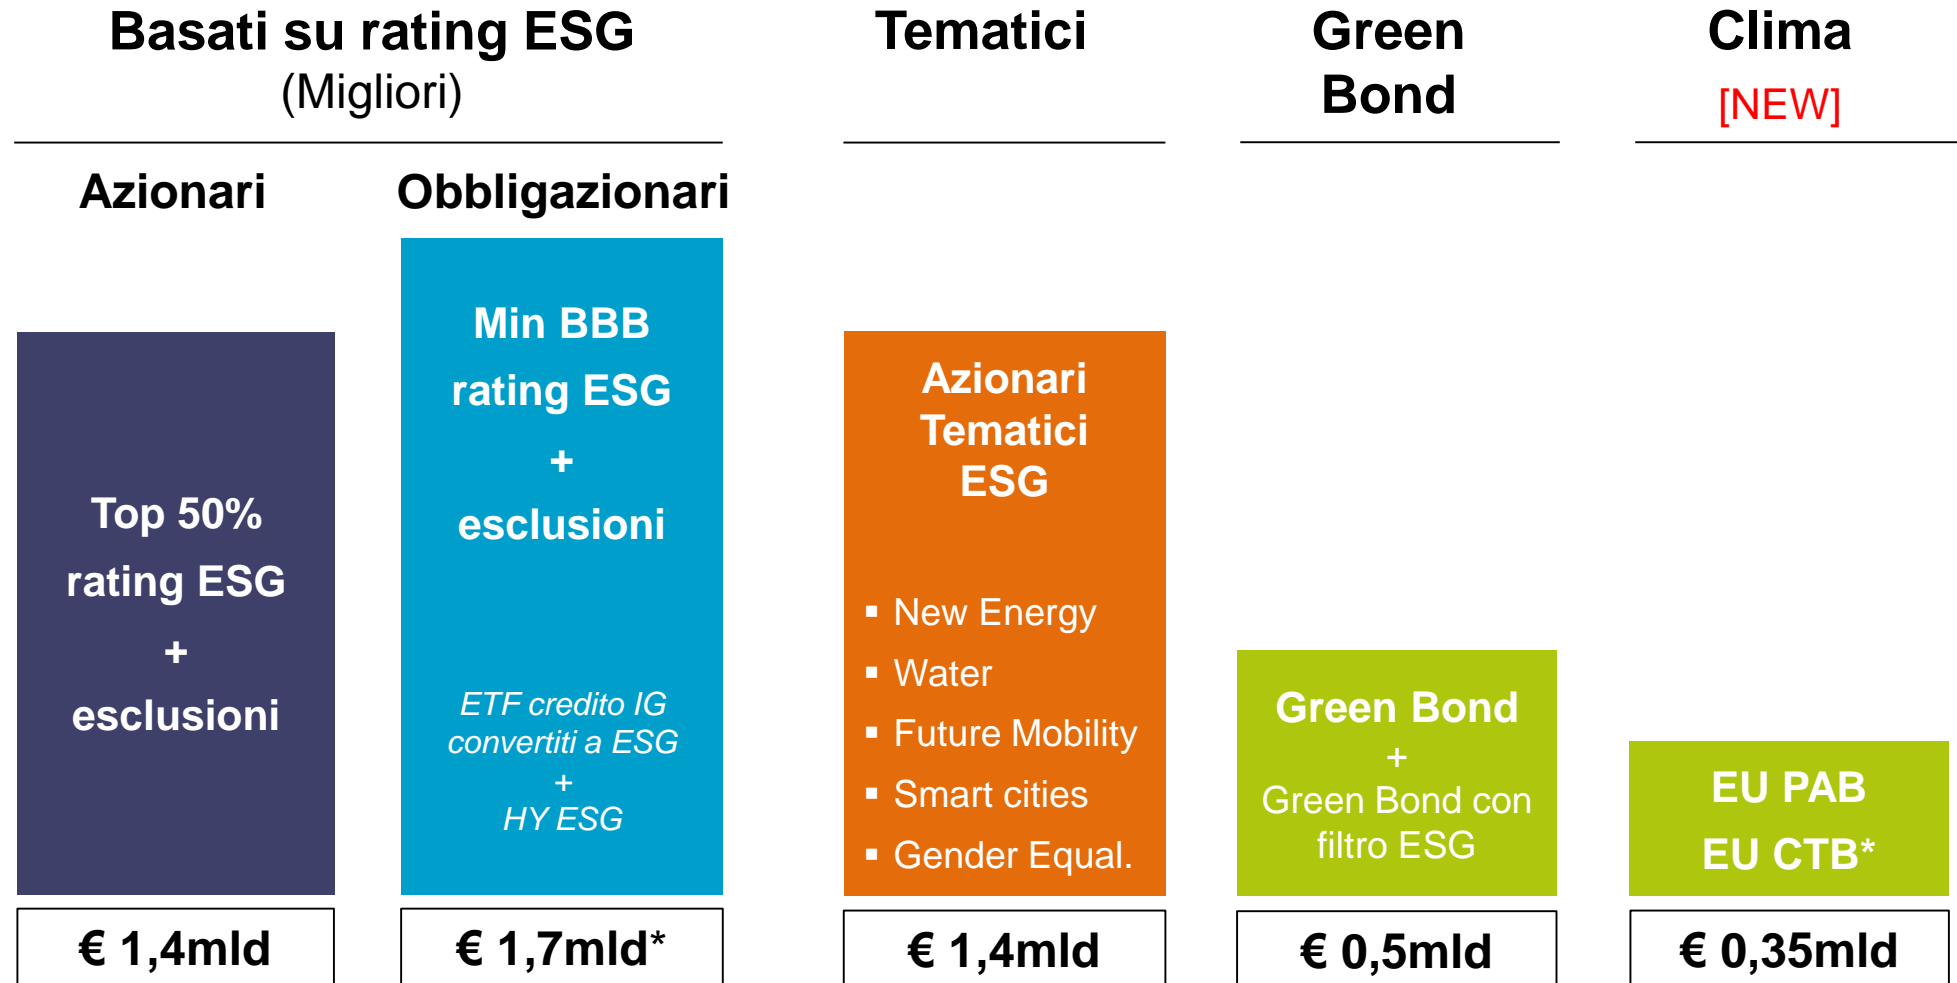 Basati su rating ESG
(Migliori)
Azionari
Obbligazionari
Top 50%
rating ESG
+
esclusioni
€ 1,4mld
Min BBB
rating ESG
+
esclusioni
ETF credito IG
convertiti a ESG
+
HY ESG
€ 1,7mld*
Tematici
Azionari
Tematici
ESG
▪ New Energy
▪ Water
▪ Future Mobility
▪ Smart cities
▪ Gender Equal.
€ 1,4mld
Green
Bond
Green Bond
+
Green Bond con
filtro ESG
€ 0,5mld
Clima
[NEW]
EU PAB
EU CTB*
€ 0,35mld